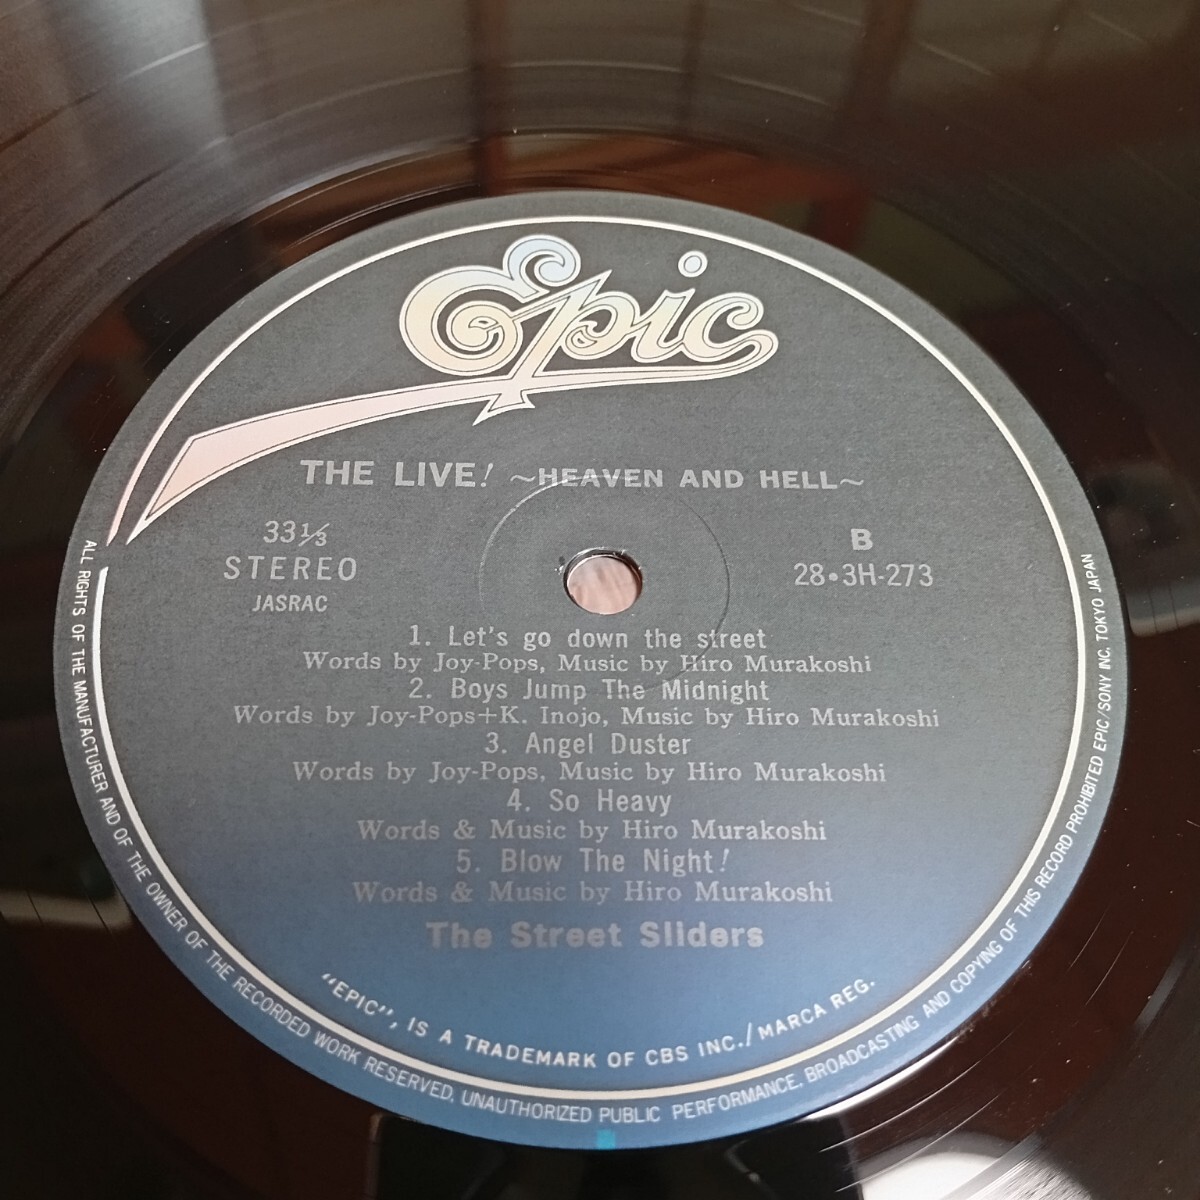 Epic
THE LIVE! ~HEAVEN AND HELL~
33⅓
STEREO
JASRAC
B
28•3H-273
1. Let's go down the street
Words by Joy-Pops, Music by Hiro Murakoshi
2. Boys Jump The Midnight
Words by Joy-Pops+K. Inojo, Music by Hiro Murakoshi
3. Angel Duster
Words by Joy-Pops, Music by Hiro Murakoshi
4. So Heavy
Words & Music by Hiro Murakoshi
5. Blow The Night!
Words & Music by Hiro Murakoshi
The Street Sliders
"EPIC", IS A TRADEMARK OF CBS INC./MARCA REG.
ALL RIGHTS OF THE MANUFACTURER AND OF THE OWNER OF THE RECORDED WORK RESERVED. UNAUTHORIZED PUBLIC PERFORMANCE, BROADCASTING AND COPYING OF THIS RECORD PROHIBITED EPIC/SONY INC. TOKYO JAPAN